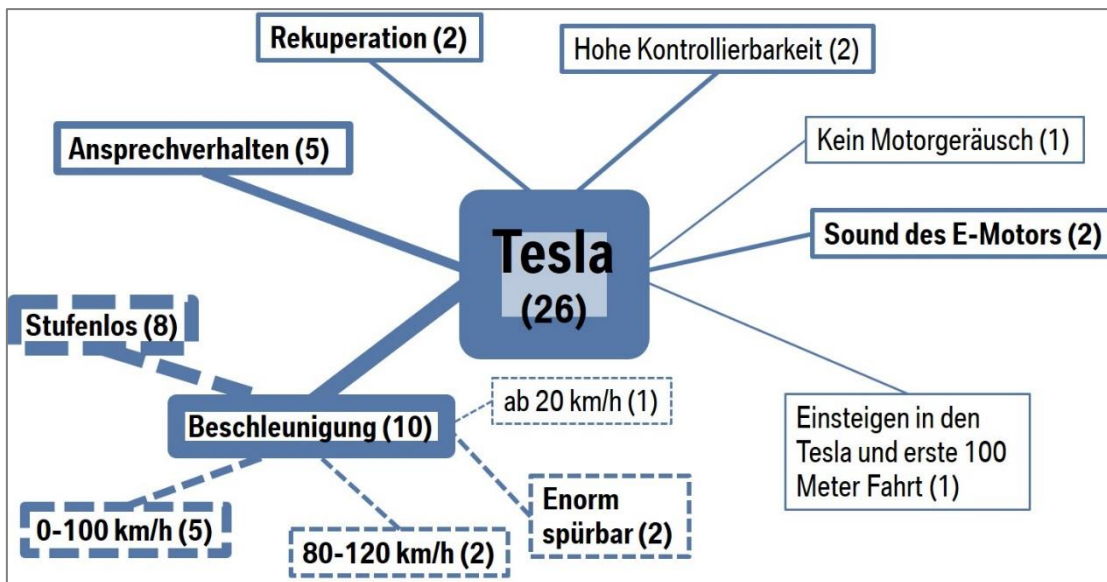 Rekuperation (2)
Hohe Kontrollierbarkeit (2)
Ansprechverhalten (5)
Kein Motorgeräusch (1)
Tesla
(26)
Sound des E-Motors (2)
Stufenlos (8)
Beschleunigung (10)
ab 20 km/h (1)
Einsteigen in den
Tesla und erste 100
Meter Fahrt (1)
0-100 km/h (5)
80-120 km/h (2)
Enorm
spürbar (2)